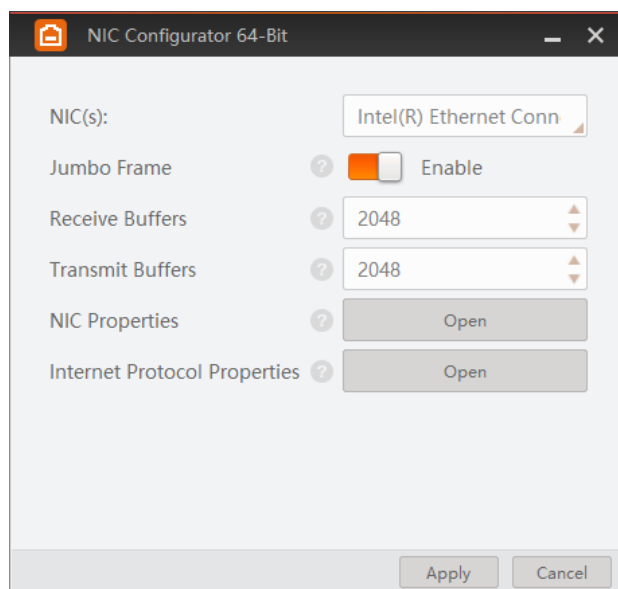 NIC Configurator 64-Bit
NIC(s): Intel(R) Ethernet Conn
Jumbo Frame ? Enable
Receive Buffers ? 2048
Transmit Buffers ? 2048
NIC Properties ? Open
Internet Protocol Properties ? Open
Apply Cancel